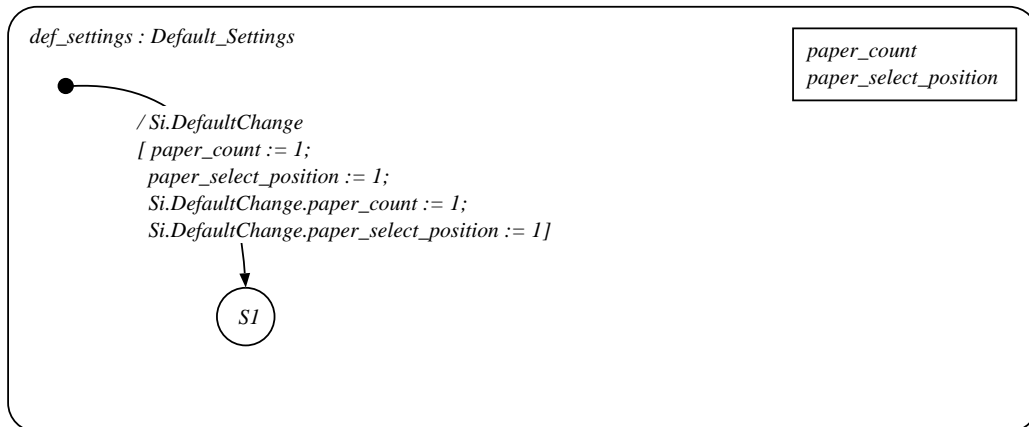 def_settings : Default_Settings
paper_count
paper_select_position
/ Si.DefaultChange
[ paper_count := 1;
paper_select_position := 1;
Si.DefaultChange.paper_count := 1;
Si.DefaultChange.paper_select_position := 1]
S1